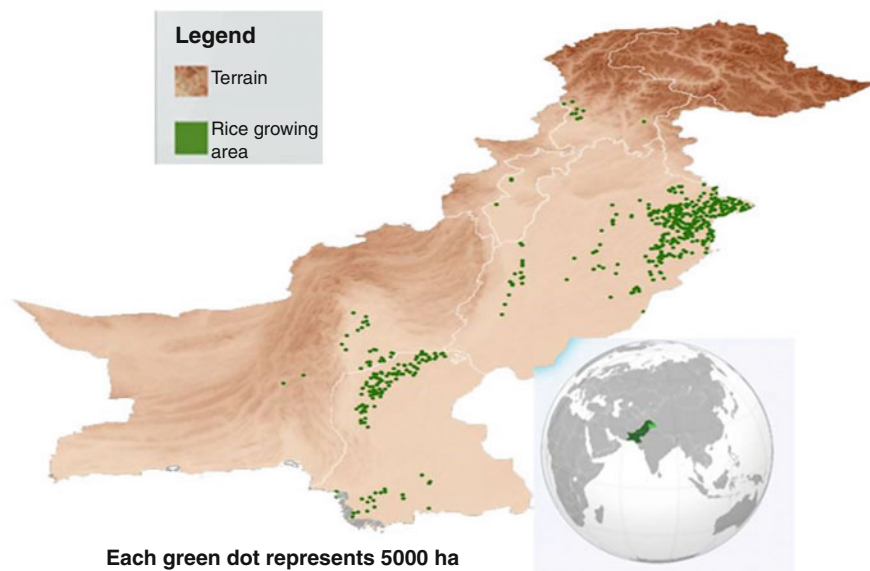 Legend
Terrain
Rice growing
area
Each green dot represents 5000 ha